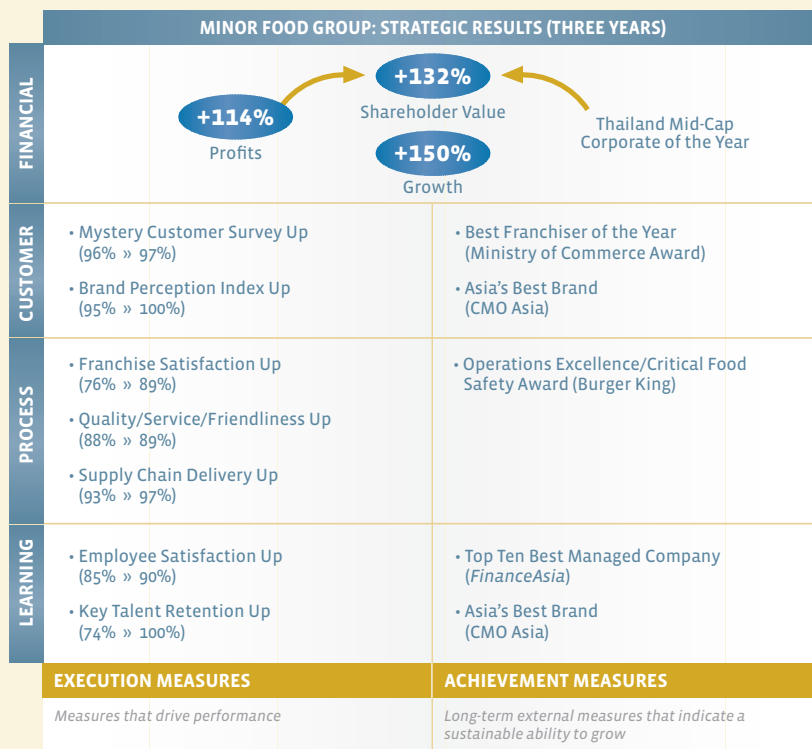 MINOR FOOD GROUP: STRATEGIC RESULTS (THREE YEARS)
FINANCIAL
+132%
Shareholder Value
+114%
Profits
+150%
Growth
Thailand Mid-Cap
Corporate of the Year
CUSTOMER
• Mystery Customer Survey Up
(96% » 97%)
• Brand Perception Index Up
(95% » 100%)
• Best Franchiser of the Year
(Ministry of Commerce Award)
• Asia's Best Brand
(CMO Asia)
PROCESS
• Franchise Satisfaction Up
(76% » 89%)
• Quality/Service/Friendliness Up
(88% » 89%)
• Supply Chain Delivery Up
(93% » 97%)
• Operations Excellence/Critical Food
Safety Award (Burger King)
LEARNING
• Employee Satisfaction Up
(85% » 90%)
• Key Talent Retention Up
(74% » 100%)
• Top Ten Best Managed Company
(FinanceAsia)
• Asia's Best Brand
(CMO Asia)
EXECUTION MEASURES
Measures that drive performance
ACHIEVEMENT MEASURES
Long-term external measures that indicate a
sustainable ability to grow